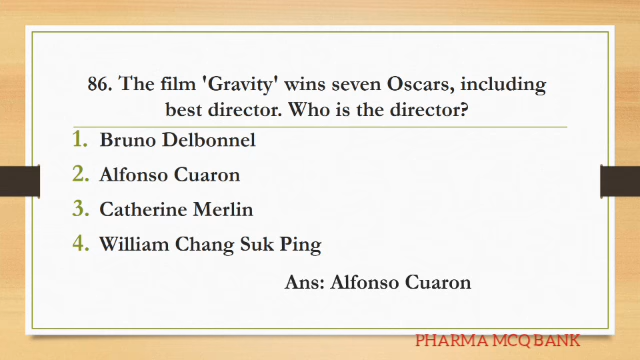 86. The film 'Gravity' wins seven Oscars, including
best director. Who is the director?
1. Bruno Delbonnel
2. Alfonso Cuaron
3. Catherine Merlin
4. William Chang Suk Ping
Ans: Alfonso Cuaron
PHARMA MCQ BANK